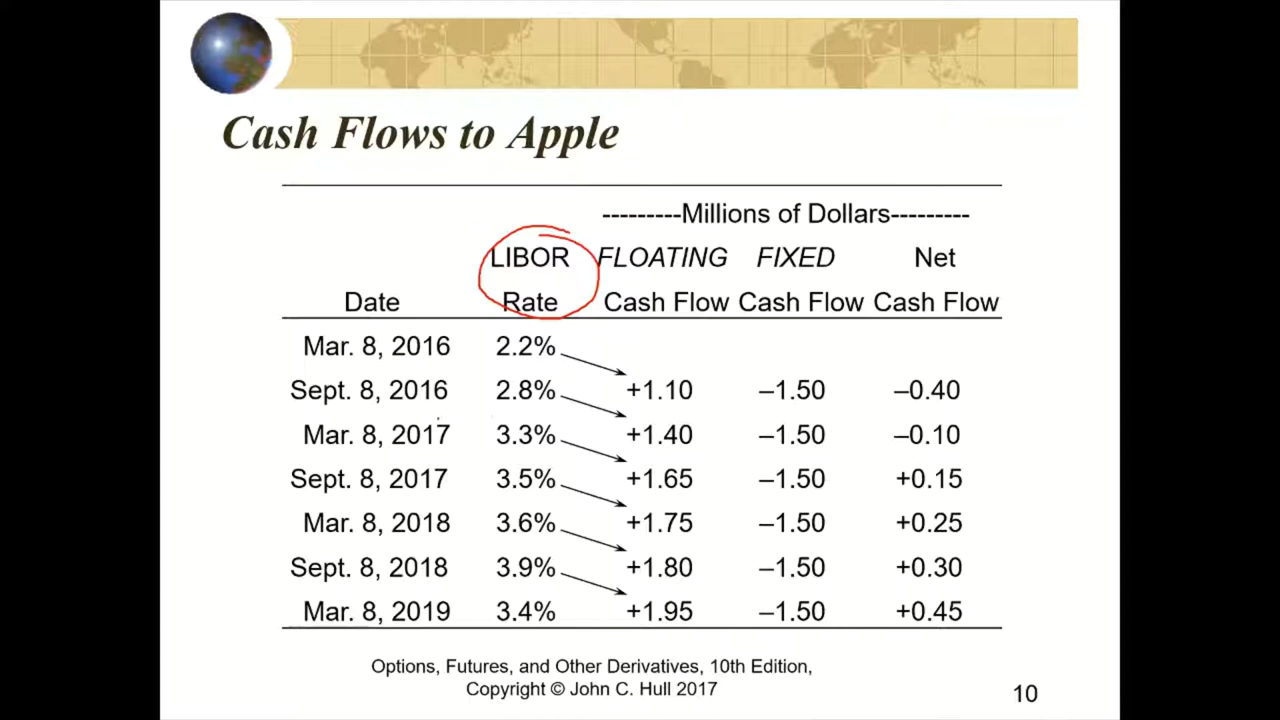 Cash Flows to Apple
---------Millions of Dollars---------
LIBOR FLOATING FIXED Net
Date Rate Cash Flow Cash Flow Cash Flow
Mar. 8, 2016 2.2%
Sept. 8, 2016 2.8% +1.10 –1.50 –0.40
Mar. 8, 2017 3.3% +1.40 –1.50 –0.10
Sept. 8, 2017 3.5% +1.65 –1.50 +0.15
Mar. 8, 2018 3.6% +1.75 –1.50 +0.25
Sept. 8, 2018 3.9% +1.80 –1.50 +0.30
Mar. 8, 2019 3.4% +1.95 –1.50 +0.45
Options, Futures, and Other Derivatives, 10th Edition,
Copyright © John C. Hull 2017
10